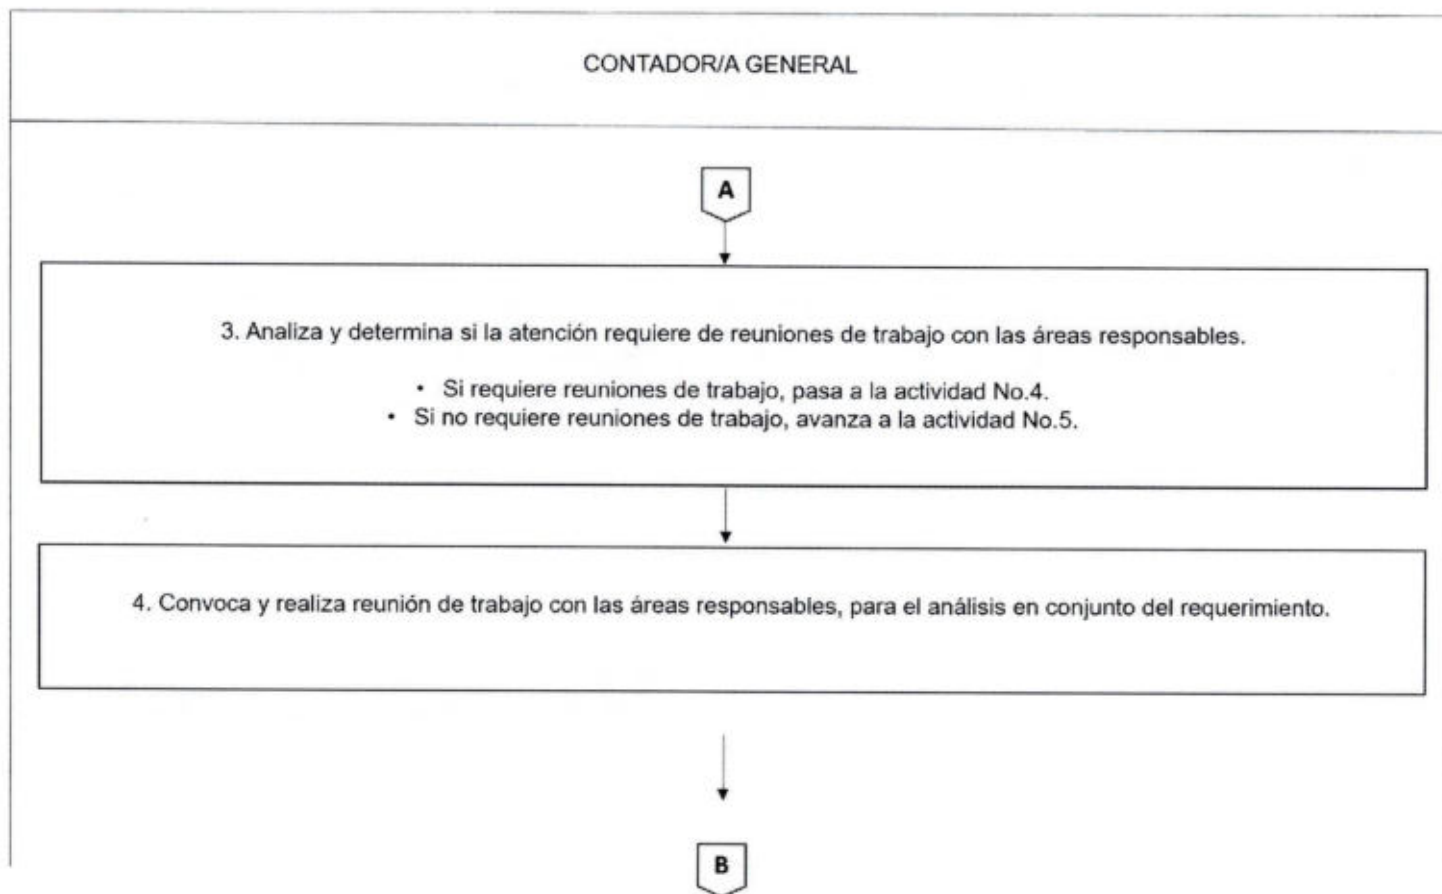 CONTADOR/A GENERAL
A
3. Analiza y determina si la atención requiere de reuniones de trabajo con las áreas responsables.
• Si requiere reuniones de trabajo, pasa a la actividad No.4.
• Si no requiere reuniones de trabajo, avanza a la actividad No.5.
4. Convoca y realiza reunión de trabajo con las áreas responsables, para el análisis en conjunto del requerimiento.
B